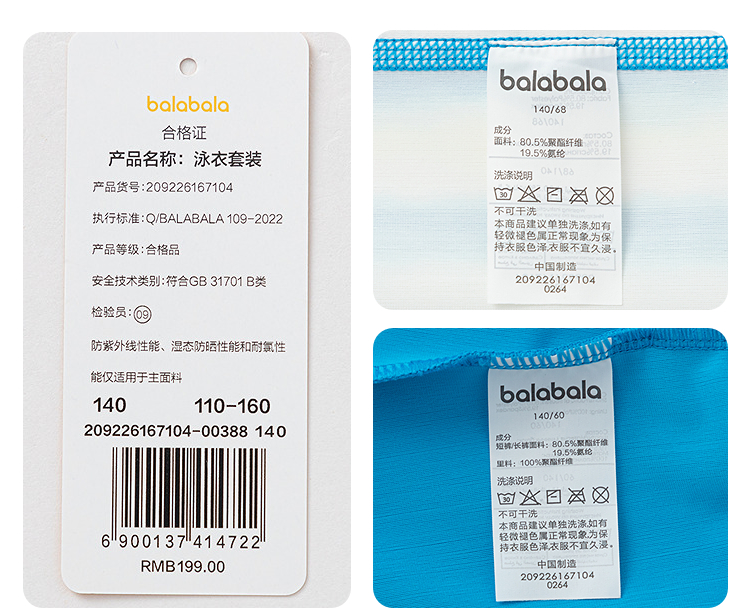 balabala
合格证
产品名称：泳衣套装
产品货号:209226167104
执行标准:Q/BALABALA 109-2022
产品等级:合格品
安全技术类别:符合GB 31701 B类
检验员:09
防紫外线性能、湿态防晒性能和耐氯性
能仅适用于主面料
140 110-160
209226167104-00388 140
6 900137 414722
RMB199.00
balabala
140/68
成分
面料：80.5%聚酯纤维
19.5%氨纶
洗涤说明
30
不可干洗
本商品建议单独洗涤,如有
轻微褪色属正常现象,为保
持衣服色泽,衣服不宜久浸。
中国制造
209226167104
0264
balabala
140/60
成分
短裤/长裤面料：80.5%聚酯纤维
19.5%氨纶
里料：100%聚酯纤维
洗涤说明
30
不可干洗
本商品建议单独洗涤,如有
轻微褪色属正常现象,为保
持衣服色泽,衣服不宜久浸。
中国制造
209226167104
0264